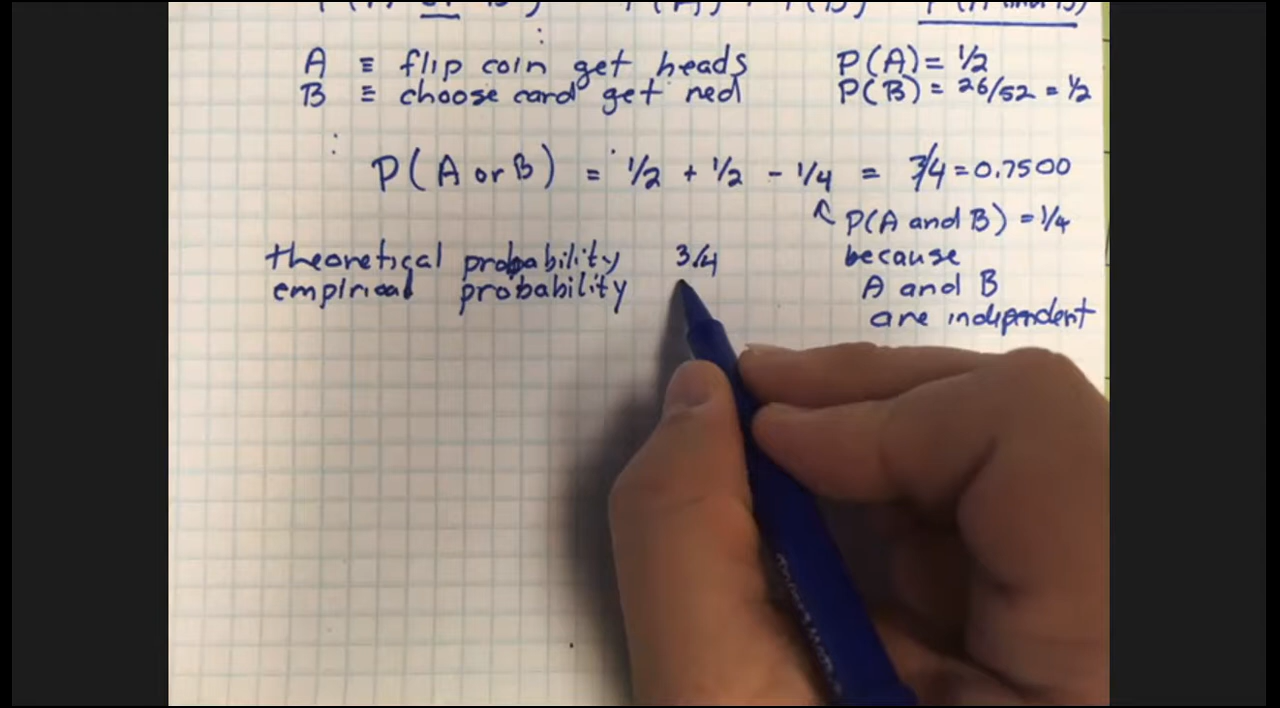 A ≡ flip coin get heads P(A) = 1/2
B ≡ choose card get red P(B) = 26/52 = 1/2
P(A or B) = 1/2 + 1/2 - 1/4 = 3/4 = 0.7500
P(A and B) = 1/4
theoretical probability 3/4 because
empirical probability A and B
are independent